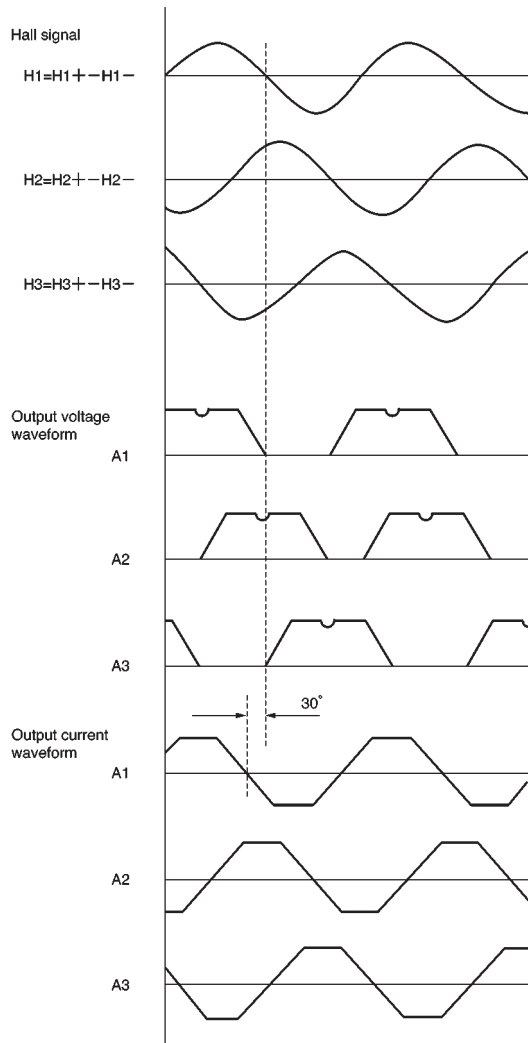 Hall signal
H1=H1+−H1−
H2=H2+−H2−
H3=H3+−H3−
Output voltage
waveform
A1
A2
A3
30°
Output current
waveform
A1
A2
A3